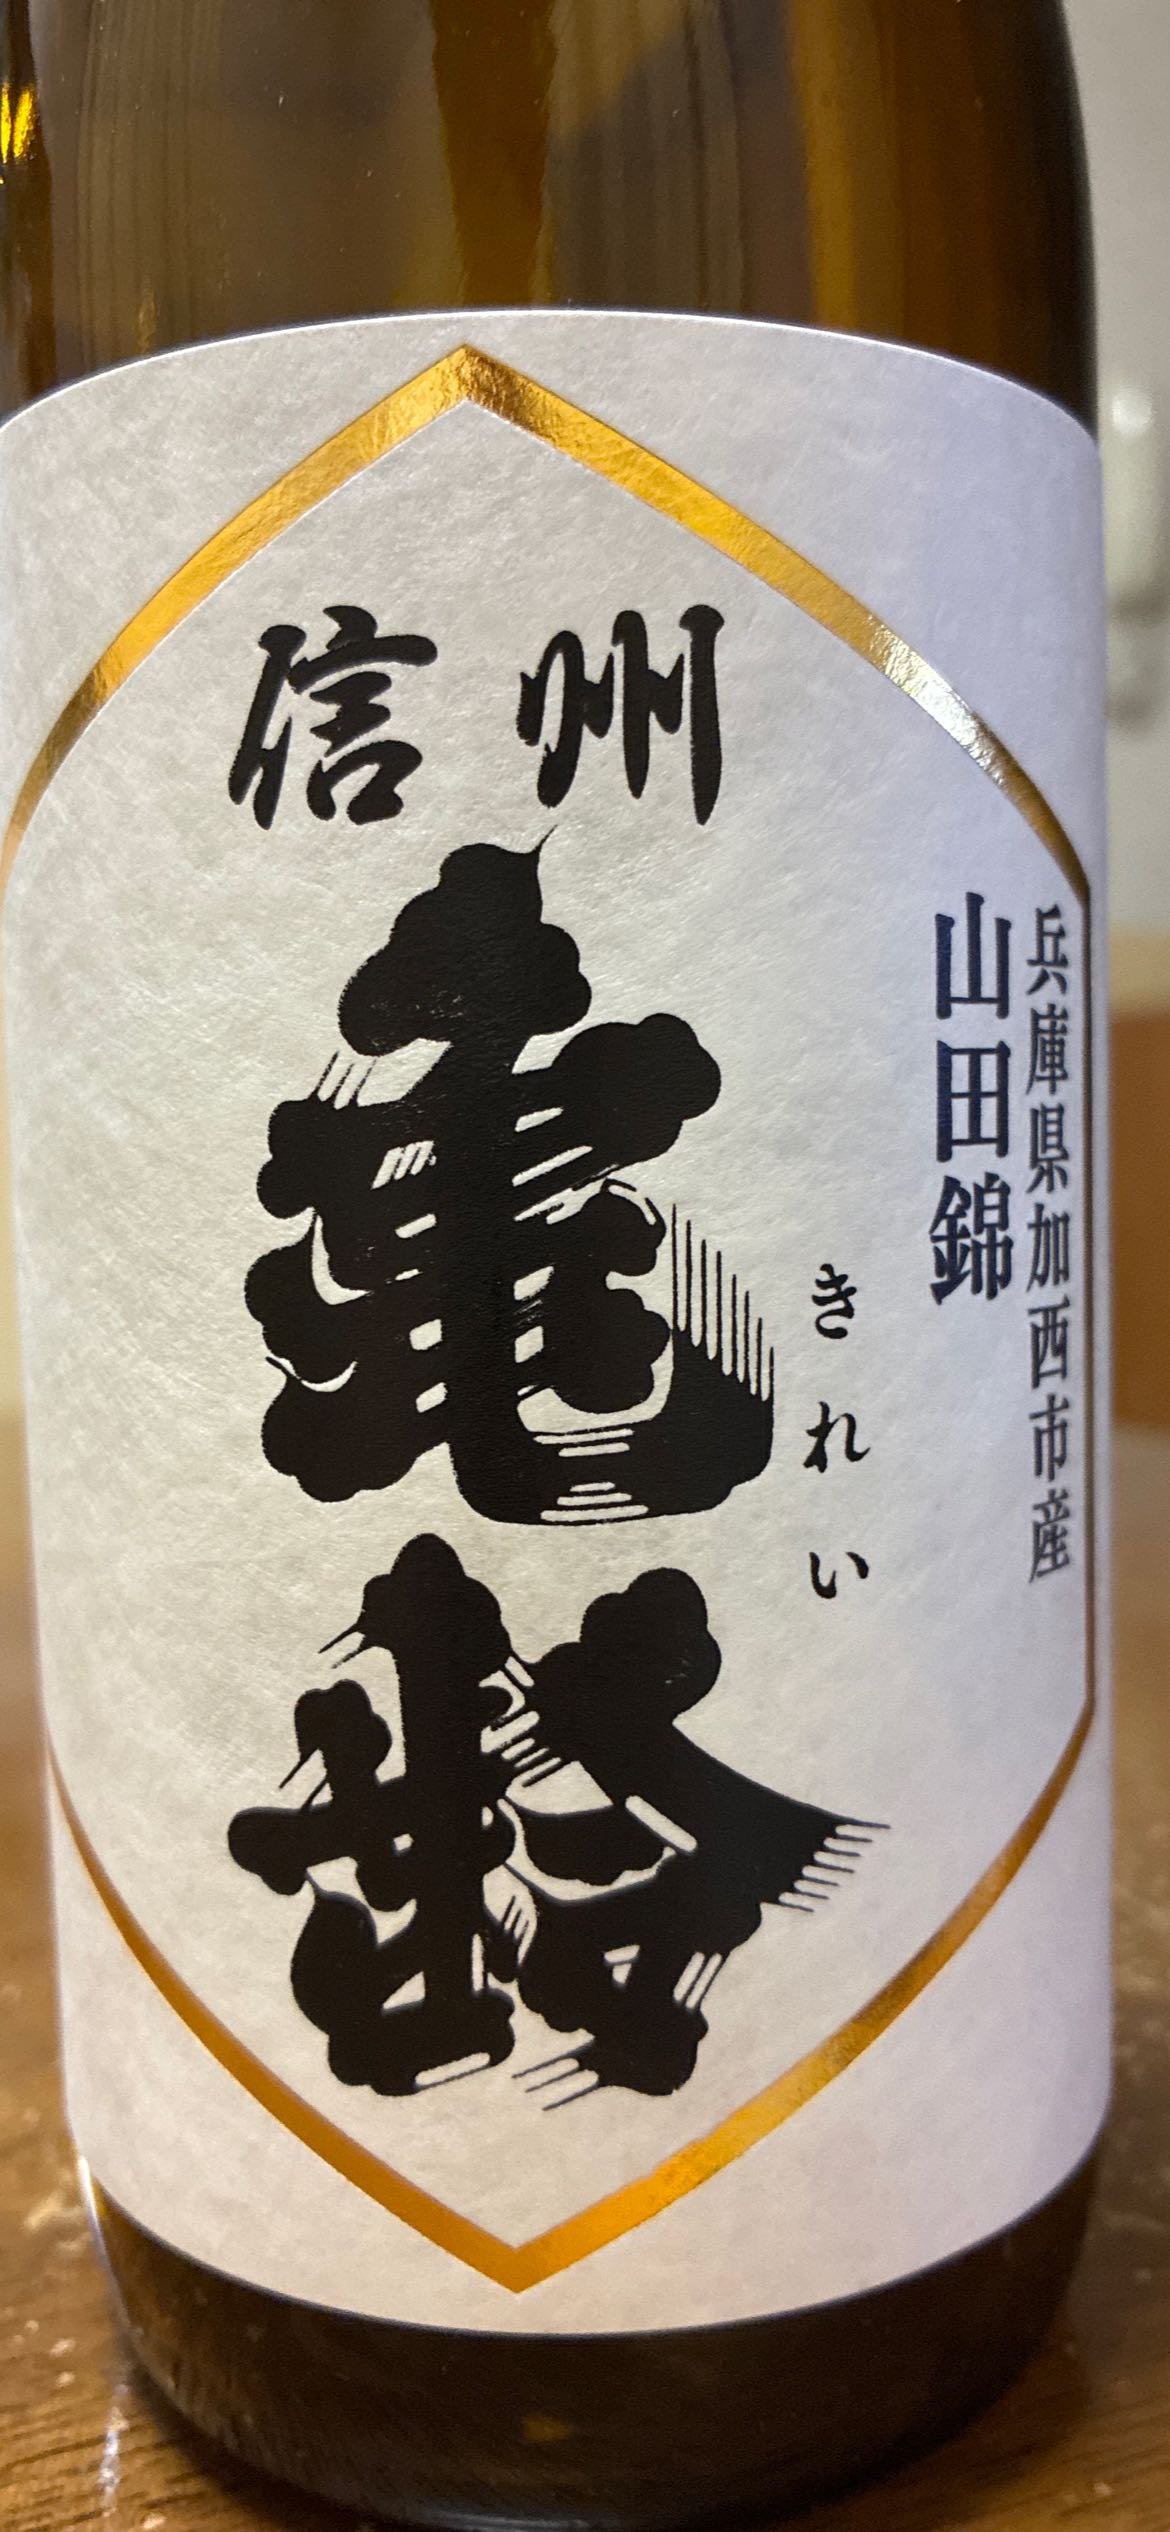 信州
亀齢
きれい
兵庫県加西市産
山田錦